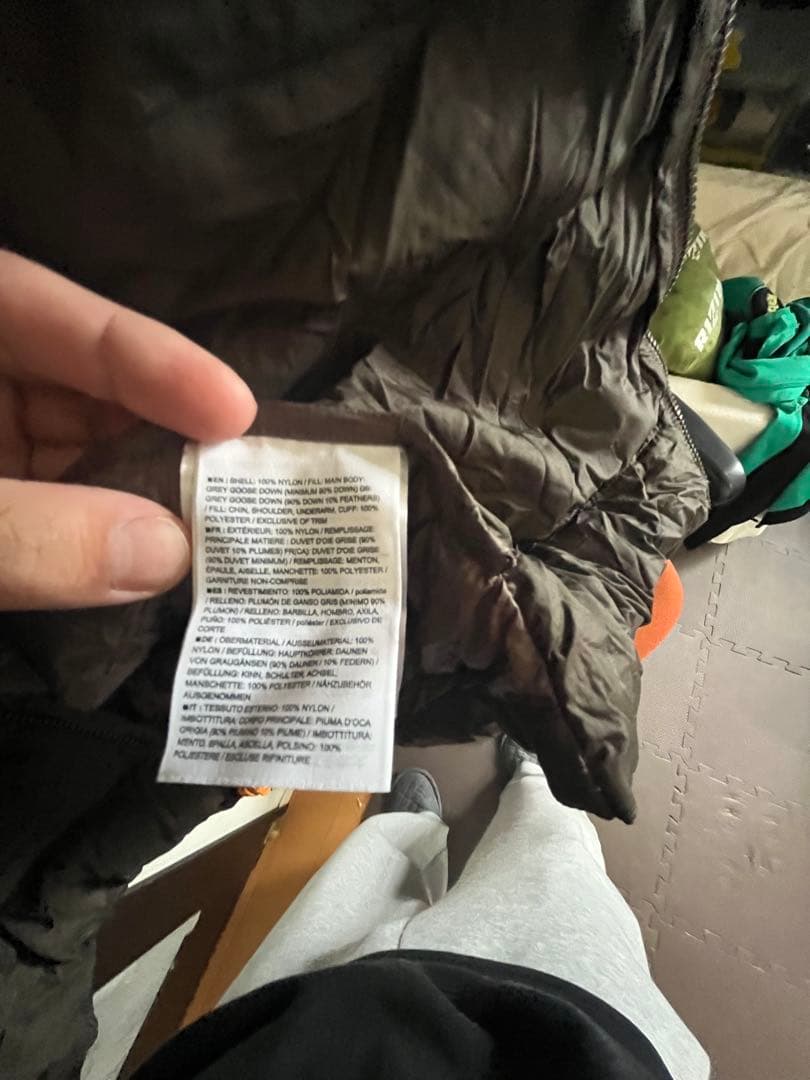 ■EN : SHELL: 100% NYLON / FILL: MAIN BODY:
GREY GOOSE DOWN (MINIMUM 90% DOWN) GB:
GREY GOOSE DOWN (90% DOWN 10% FEATHERS)
/ FILL: CHIN, SHOULDER, UNDERARM, CUFF: 100%
POLYESTER / EXCLUSIVE OF TRIM
■FR : EXTÉRIEUR: 100% NYLON / REMPLISSAGE:
PRINCIPALE MATIERE : DUVET D'OIE GRISE (90%
DUVET 10% PLUMES) FR(CA): DUVET D'OIE GRISE
(90% DUVET MINIMUM) / REMPLISSAGE: MENTON,
ÉPAULE, AISELLE, MANCHETTE: 100% POLYESTER /
GARNITURE NON-COMPRISE
■ES : REVESTIMIENTO: 100% POLIAMIDA / poliamida
/ RELLENO: PLUMÓN DE GANSO GRIS (MÍNIMO 90%
PLUMON) / RELLENO: BARBILLA, HOMBRO, AXILA,
PUÑO: 100% POLIÉSTER / poliéster / EXCLUSIVO DE
CORTE
■DE : OBERMATERIAL / AUSSEUMATERIAL: 100%
NYLON / BEFÜLLUNG: HAUPTKÖRPER: DAUNEN
VON GRAUGÄNSEN (90% DAUNEN / 10% FEDERN) /
BEFÜLLUNG: KINN, SCHULTER, ACHSEL,
MANSCHETTE: 100% POLYESTER / NÄHZUBEHÖR
AUSGENOMMEN
■IT : TESSUTO ESTERNO: 100% NYLON /
IMBOTTITURA: CORPO PRINCIPALE: PIUMA D'OCA
GRIGIA (90% PIUMINO 10% PIUME) / IMBOTTITURA:
MENTO, SPALLA, ASCELLA, POLSINO: 100%
POLIESTERE / ESCLUSE RIFINITURE